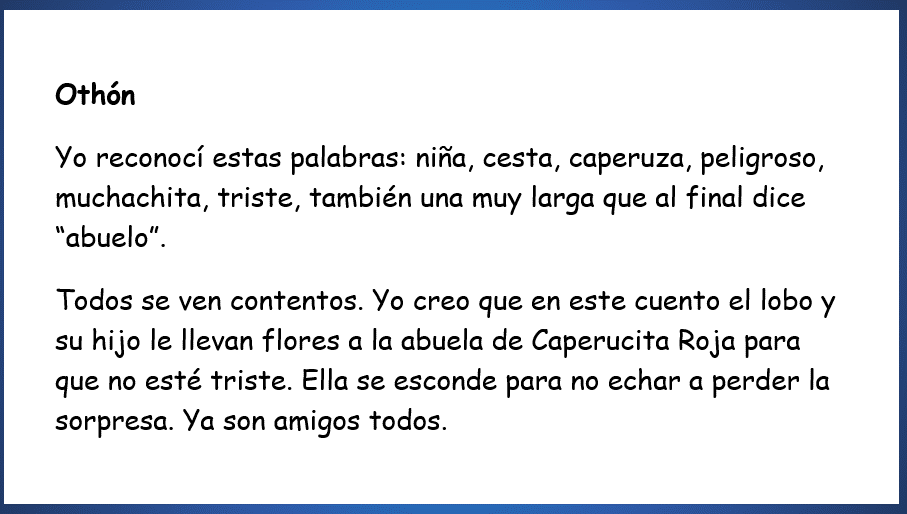 Othón
Yo reconocí estas palabras: niña, cesta, caperuza, peligroso,
muchachita, triste, también una muy larga que al final dice
“abuelo”.
Todos se ven contentos. Yo creo que en este cuento el lobo y
su hijo le llevan flores a la abuela de Caperucita Roja para
que no esté triste. Ella se esconde para no echar a perder la
sorpresa. Ya son amigos todos.